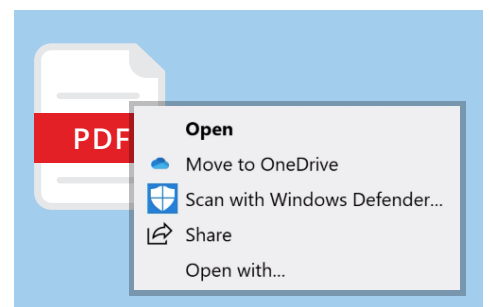 PDF
Open
Move to OneDrive
Scan with Windows Defender...
Share
Open with...